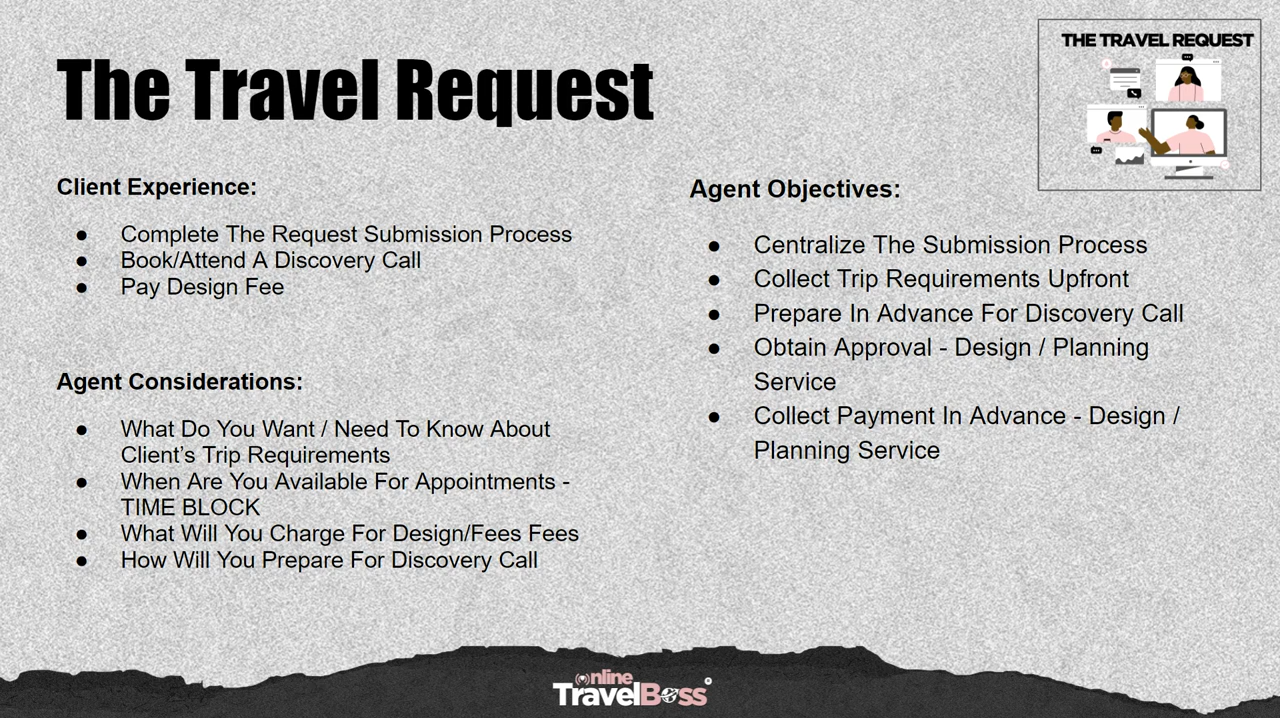 The Travel Request
THE TRAVEL REQUEST
Client Experience:
● Complete The Request Submission Process
● Book/Attend A Discovery Call
● Pay Design Fee
Agent Considerations:
● What Do You Want / Need To Know About
Client’s Trip Requirements
● When Are You Available For Appointments -
TIME BLOCK
● What Will You Charge For Design/Fees Fees
● How Will You Prepare For Discovery Call
Agent Objectives:
● Centralize The Submission Process
● Collect Trip Requirements Upfront
● Prepare In Advance For Discovery Call
● Obtain Approval - Design / Planning
Service
● Collect Payment In Advance - Design /
Planning Service
Online
TravelBoss